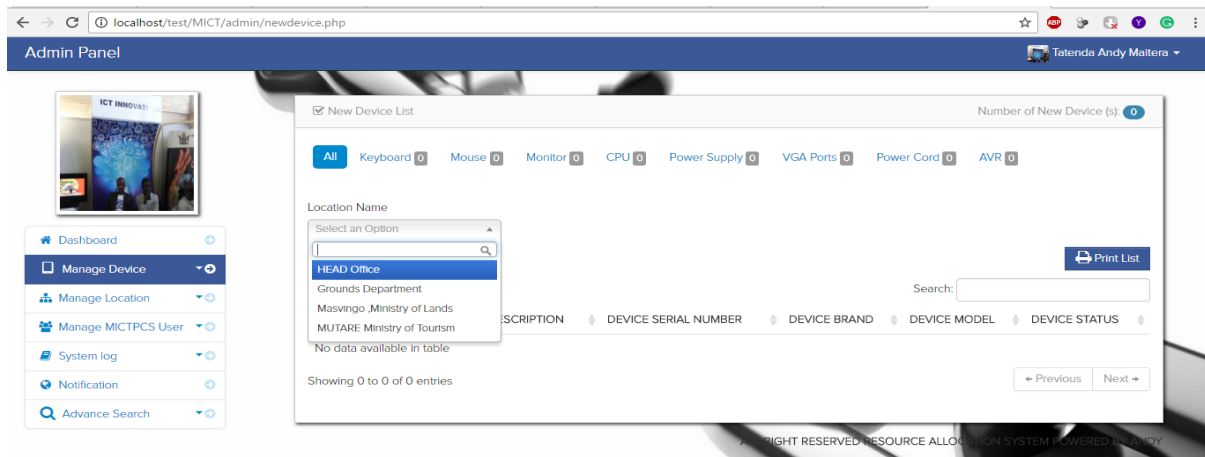 localhost/test/MICT/admin/newdevice.php
ABP
Y
G
Admin Panel
Tatenda Andy Maitera
ICT INNOVATI
New Device List
Number of New Device (s): 0
All Keyboard 0 Mouse 0 Monitor 0 CPU 0 Power Supply 0 VGA Ports 0 Power Cord 0 AVR 0
Location Name
Select an Option
HEAD Office
Grounds Department
Masvingo ,Ministry of Lands
MUTARE Ministry of Tourism
Dashboard
Manage Device
Manage Location
Manage MICTPCS User
System log
Notification
Advance Search
Print List
Search:
ESCRIPTION DEVICE SERIAL NUMBER DEVICE BRAND DEVICE MODEL DEVICE STATUS
No data available in table
Showing 0 to 0 of 0 entries
← Previous Next →
RIGHT RESERVED RESOURCE ALLOCATION SYSTEM POWERED BY ANDY